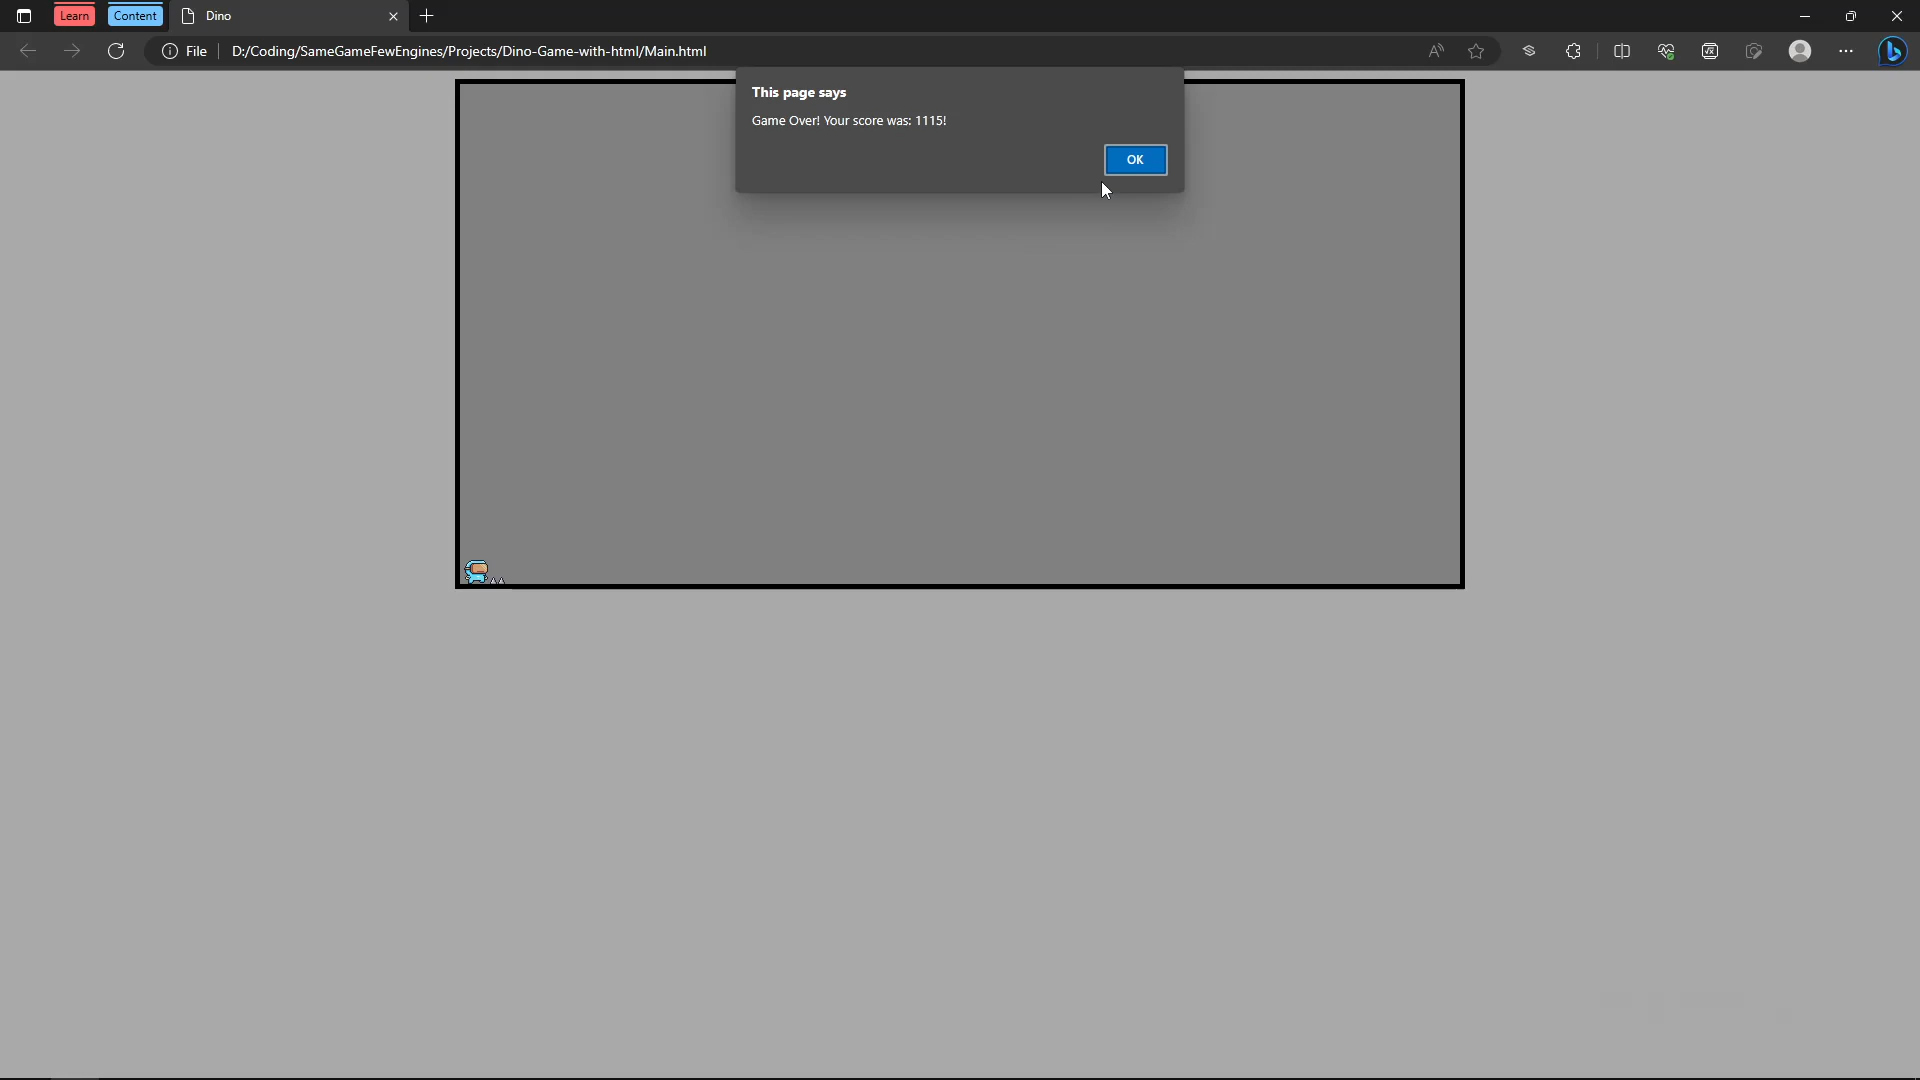 Learn
Content
Dino
File
D:/Coding/SameGameFewEngines/Projects/Dino-Game-with-html/Main.html
This page says
Game Over! Your score was: 1115!
OK